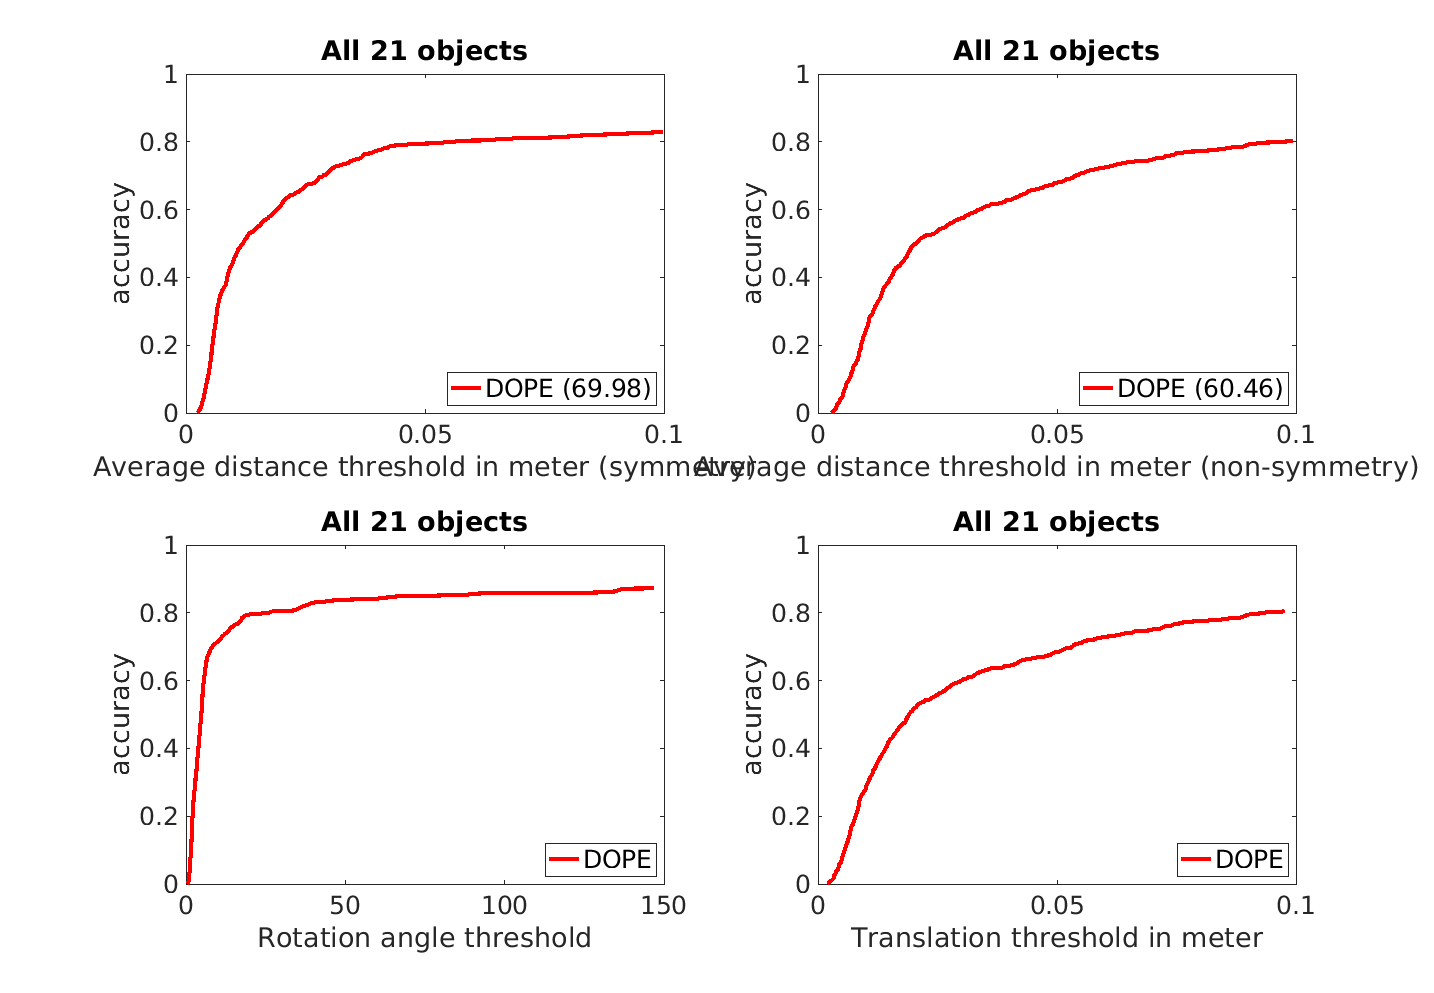 All 21 objects
1
0.8
0.6
0.4
0.2
0
accuracy
DOPE (69.98)
0
0.05
0.1
Average distance threshold in meter (symmetry)
All 21 objects
1
0.8
0.6
0.4
0.2
0
accuracy
DOPE (60.46)
0
0.05
0.1
Average distance threshold in meter (non-symmetry)
All 21 objects
1
0.8
0.6
0.4
0.2
0
accuracy
DOPE
0
50
100
150
Rotation angle threshold
All 21 objects
1
0.8
0.6
0.4
0.2
0
accuracy
DOPE
0
0.05
0.1
Translation threshold in meter